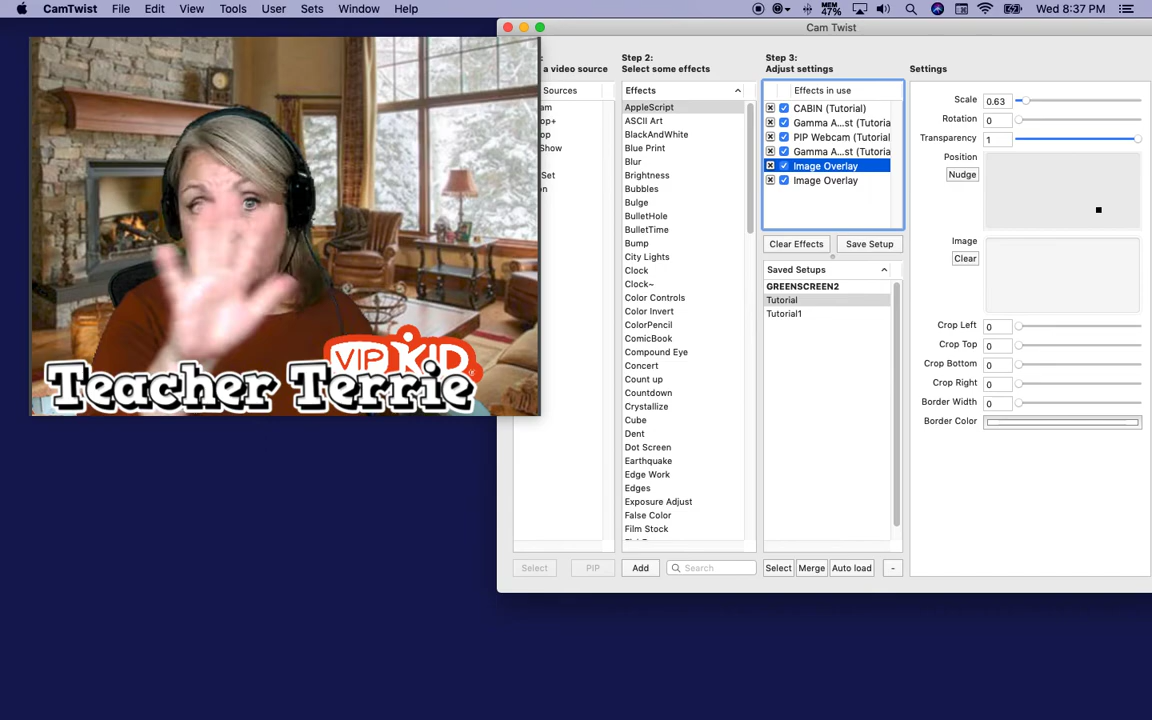 CamTwist File Edit View Tools User Sets Window Help MEM 47% Wed 8:37 PM
Cam Twist
a video source
Sources
am
op+
op
Show
Set
on
Select PIP
Step 2:
Select some effects
Effects
AppleScript
ASCII Art
BlackAndWhite
Blue Print
Blur
Brightness
Bubbles
Bulge
BulletHole
BulletTime
Bump
City Lights
Clock
Clock~
Color Controls
Color Invert
ColorPencil
ComicBook
Compound Eye
Concert
Count up
Countdown
Crystallize
Cube
Dent
Dot Screen
Earthquake
Edge Work
Edges
Exposure Adjust
False Color
Film Stock
Add Search
Step 3:
Adjust settings
Effects in use
CABIN (Tutorial)
Gamma A...st (Tutoria
PIP Webcam (Tutorial
Gamma A...st (Tutoria
Image Overlay
Image Overlay
Clear Effects Save Setup
Saved Setups
GREENSCREEN2
Tutorial
Tutorial1
Select Merge Auto load -
Settings
Scale 0.63
Rotation 0
Transparency 1
Position
Nudge
Image
Clear
Crop Left 0
Crop Top 0
Crop Bottom 0
Crop Right 0
Border Width 0
Border Color
VIPKID
Teacher Terrie